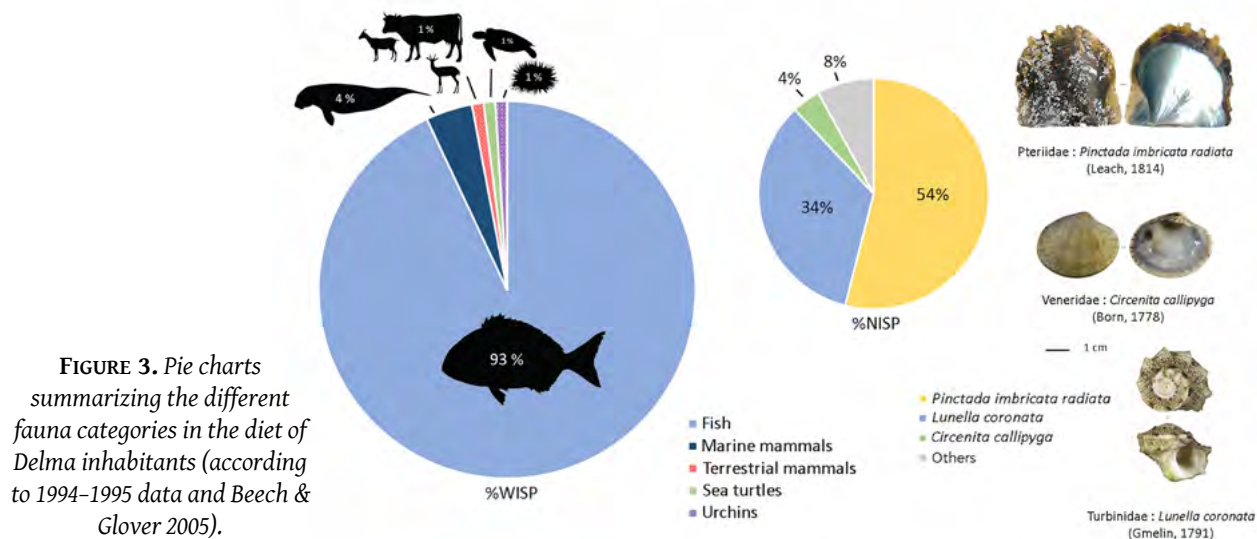 FIGURE 3. Pie charts
summarizing the different
fauna categories in the diet of
Delma inhabitants (according
to 1994–1995 data and Beech &
Glover 2005).
4 %
1 %
1 %
1 %
93 %
%WISP
Fish
Marine mammals
Terrestrial mammals
Sea turtles
Urchins
4%
8%
34%
54%
%NISP
Pinctada imbricata radiata
Lunella coronata
Circenita callipyga
Others
Pteriidae : Pinctada imbricata radiata
(Leach, 1814)
Veneridae : Circenita callipyga
(Born, 1778)
1 cm
Turbinidae : Lunella coronata
(Gmelin, 1791)